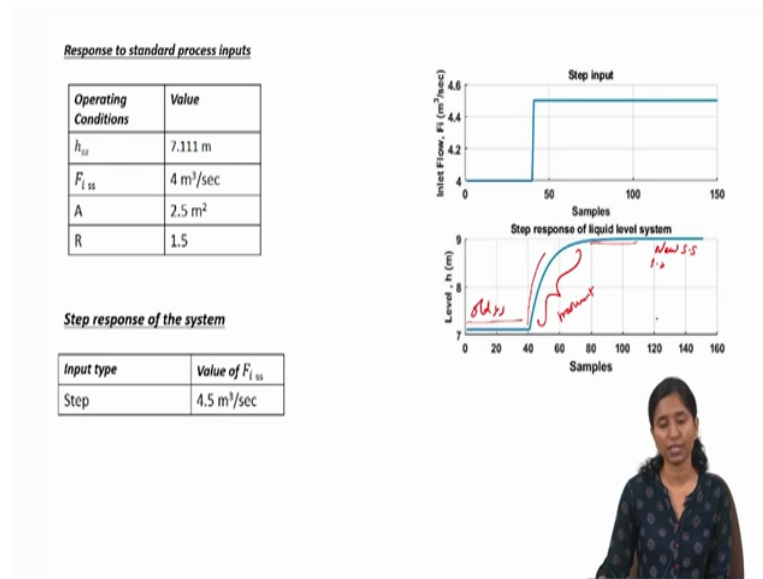 Response to standard process inputs
Operating Conditions Value
h_ss 7.111 m
F_i ss 4 m³/sec
A 2.5 m²
R 1.5
Step response of the system
Input type Value of F_i ss
Step 4.5 m³/sec
Step input
Inlet Flow, Fi (m³/sec)
4.6
4.4
4.2
4
0 50 100 150
Samples
Step response of liquid level system
Level , h (m)
9
8
7
0 20 40 60 80 100 120 140 160
Samples
old ss
transient
New s.s